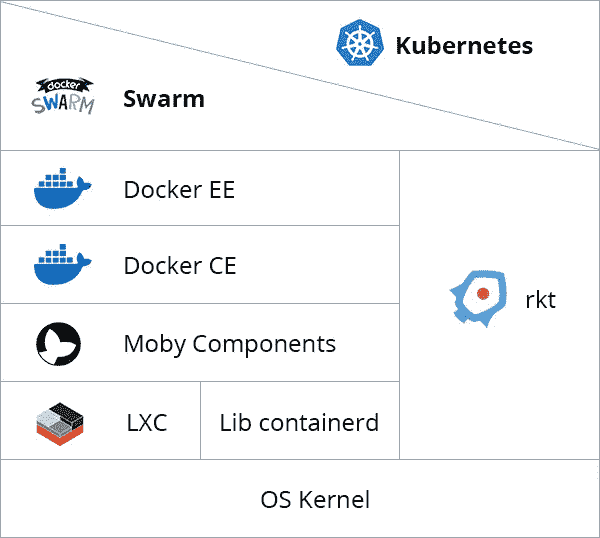 Kubernetes
docker
SWARM
Swarm
Docker EE
Docker CE
Moby Components
rkt
LXC
Lib containerd
OS Kernel